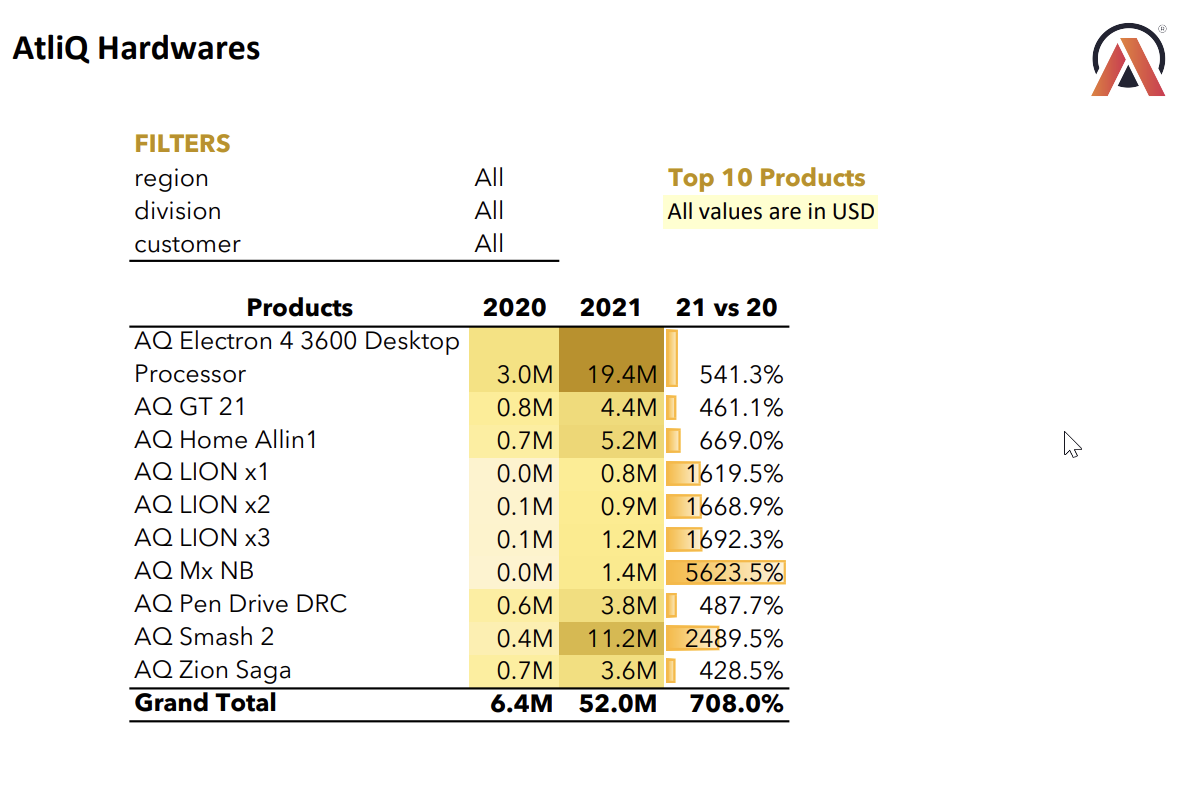 AtliQ Hardwares
®
FILTERS
region All
division All
customer All
Top 10 Products
All values are in USD
Products 2020 2021 21 vs 20
AQ Electron 4 3600 Desktop
Processor 3.0M 19.4M 541.3%
AQ GT 21 0.8M 4.4M 461.1%
AQ Home Allin1 0.7M 5.2M 669.0%
AQ LION x1 0.0M 0.8M 1619.5%
AQ LION x2 0.1M 0.9M 1668.9%
AQ LION x3 0.1M 1.2M 1692.3%
AQ Mx NB 0.0M 1.4M 5623.5%
AQ Pen Drive DRC 0.6M 3.8M 487.7%
AQ Smash 2 0.4M 11.2M 2489.5%
AQ Zion Saga 0.7M 3.6M 428.5%
Grand Total 6.4M 52.0M 708.0%